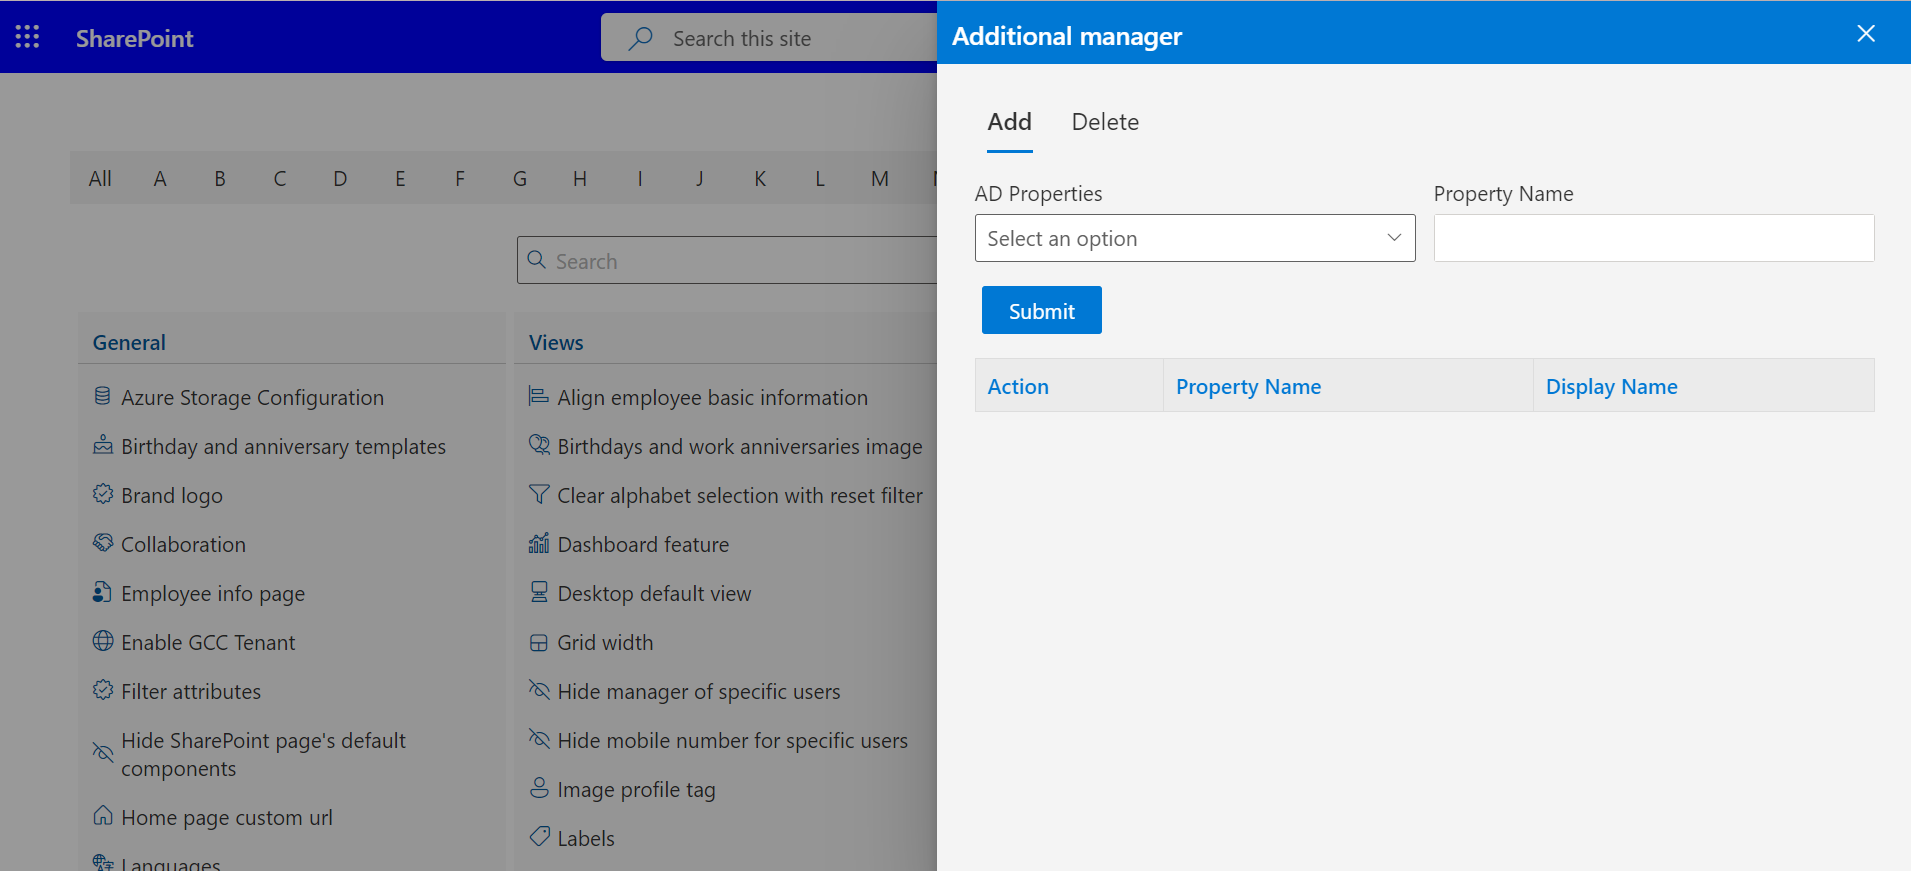 SharePoint
Search this site
Additional manager
All A B C D E F G H I J K L M
Search
General
Azure Storage Configuration
Birthday and anniversary templates
Brand logo
Collaboration
Employee info page
Enable GCC Tenant
Filter attributes
Hide SharePoint page's default
components
Home page custom url
Languages
Views
Align employee basic information
Birthdays and work anniversaries image
Clear alphabet selection with reset filter
Dashboard feature
Desktop default view
Grid width
Hide manager of specific users
Hide mobile number for specific users
Image profile tag
Labels
Add Delete
AD Properties Property Name
Select an option
Submit
Action Property Name Display Name